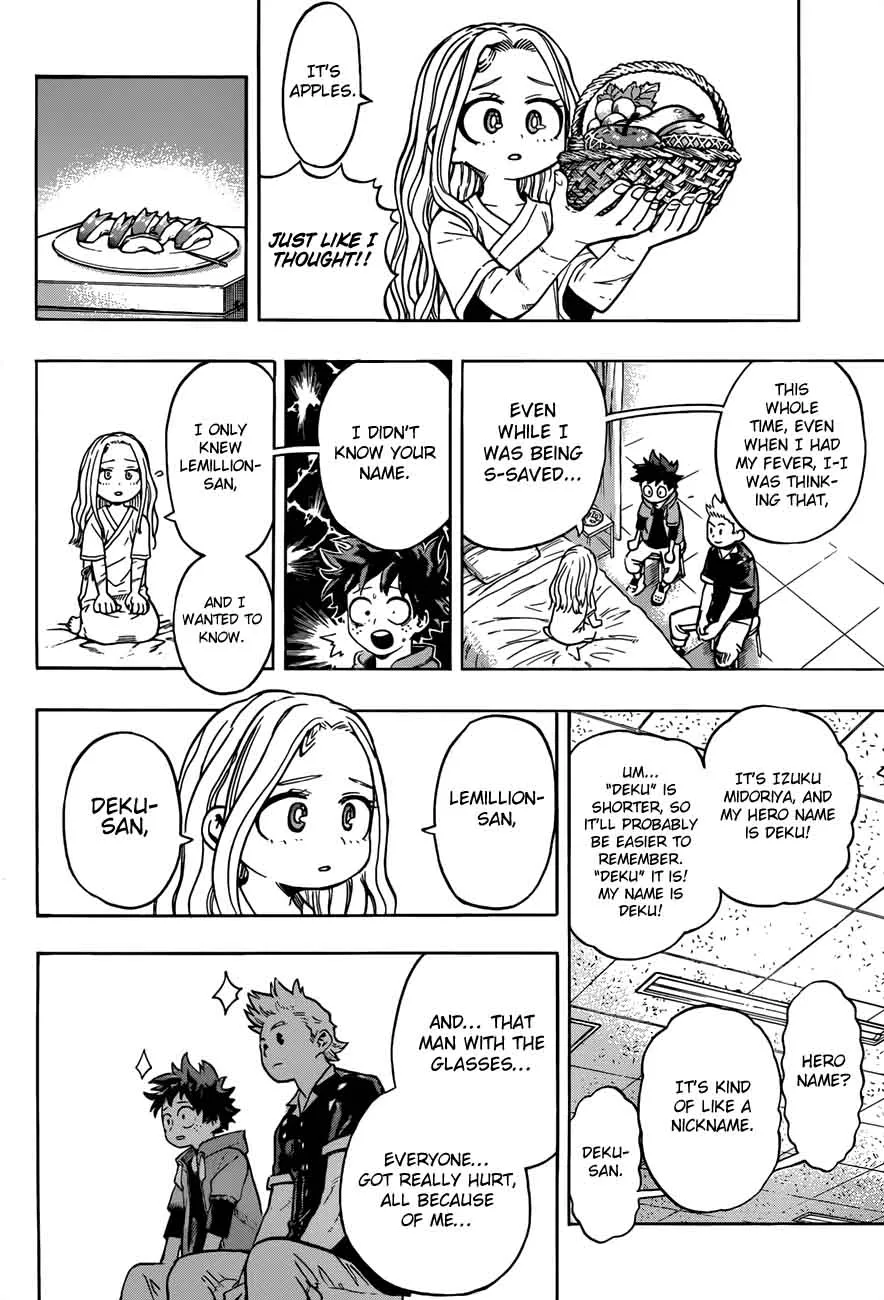 IT'S
APPLES.
JUST LIKE I
THOUGHT!!
THIS
WHOLE
TIME, EVEN
WHEN I HAD
MY FEVER, I-I
WAS THINK-
ING THAT,
EVEN
WHILE I
WAS BEING
S-SAVED...
I DIDN'T
KNOW YOUR
NAME.
I ONLY
KNEW
LEMILLION-
SAN,
AND I
WANTED TO
KNOW.
IT'S IZUKU
MIDORIYA, AND
MY HERO NAME
IS DEKU!
UM...
"DEKU" IS
SHORTER, SO
IT'LL PROBABLY
BE EASIER TO
REMEMBER.
"DEKU" IT IS!
MY NAME IS
DEKU!
HERO
NAME?
IT'S KIND
OF LIKE A
NICKNAME.
DEKU-
SAN.
LEMILLION-
SAN,
DEKU-
SAN,
AND... THAT
MAN WITH THE
GLASSES...
EVERYONE...
GOT REALLY HURT,
ALL BECAUSE
OF ME...